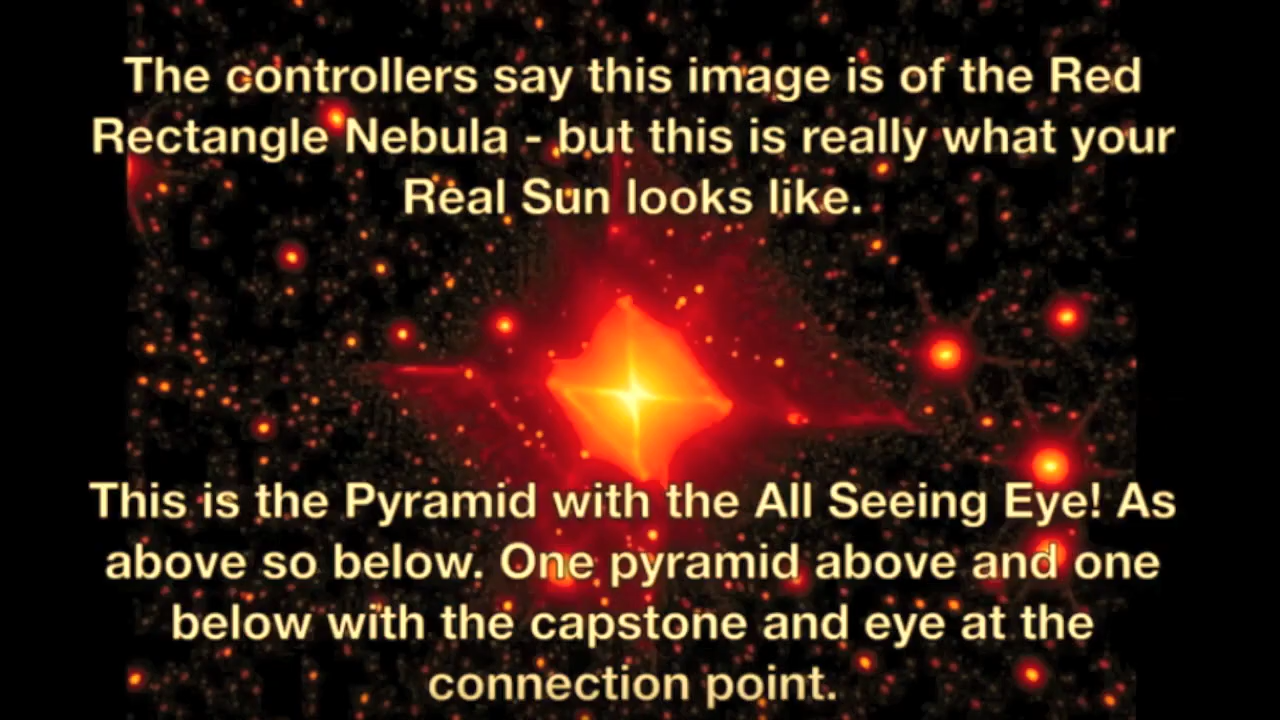 The controllers say this image is of the Red
Rectangle Nebula - but this is really what your
Real Sun looks like.
This is the Pyramid with the All Seeing Eye! As
above so below. One pyramid above and one
below with the capstone and eye at the
connection point.